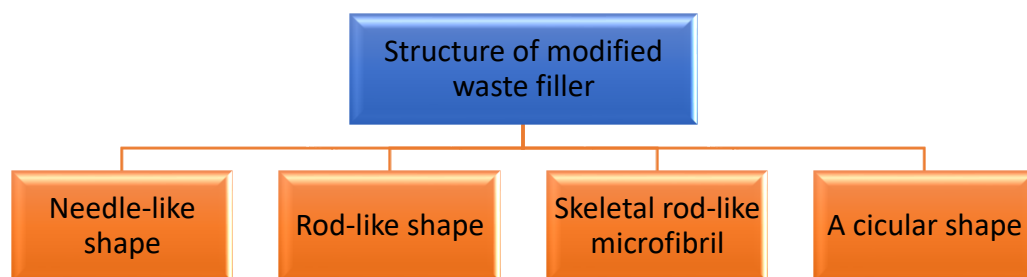 Structure of modified
waste filler
Needle-like
shape
Rod-like shape
Skeletal rod-like
microfibril
A cicular shape